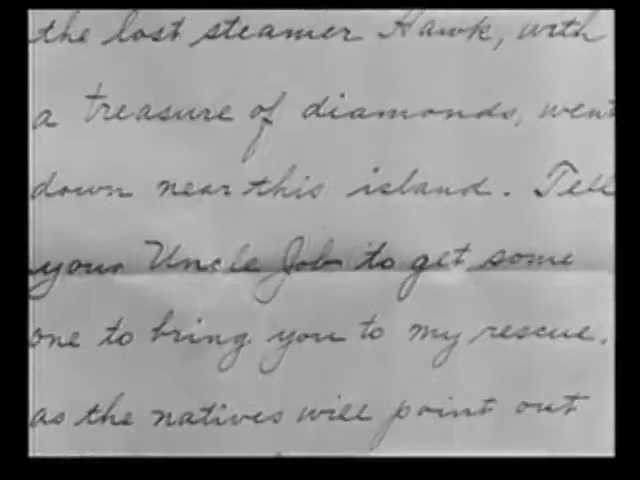 the lost steamer Hawk, with
a treasure of diamonds, went
down near this island. Tell
your Uncle Job to get some
one to bring you to my rescue.
as the natives will point out